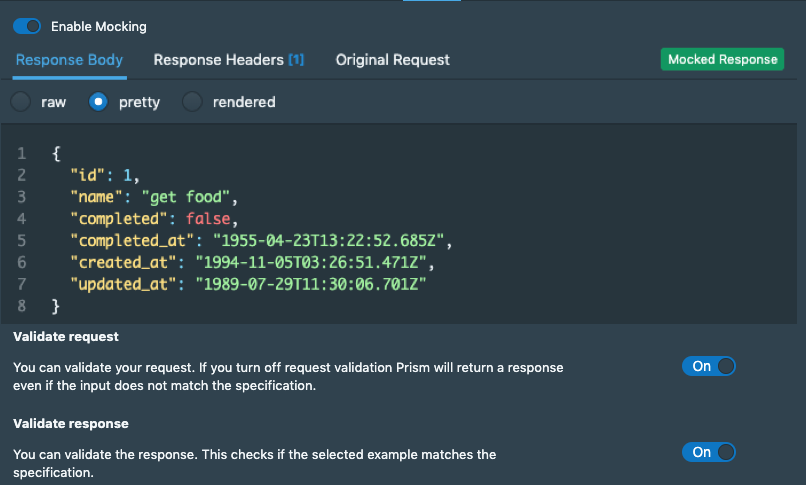 Enable Mocking
Response Body Response Headers [1] Original Request Mocked Response
raw pretty rendered
1 {
2 "id": 1,
3 "name": "get food",
4 "completed": false,
5 "completed_at": "1955-04-23T13:22:52.685Z",
6 "created_at": "1994-11-05T03:26:51.471Z",
7 "updated_at": "1989-07-29T11:30:06.701Z"
8 }
Validate request
You can validate your request. If you turn off request validation Prism will return a response On
even if the input does not match the specification.
Validate response
You can validate the response. This checks if the selected example matches the On
specification.